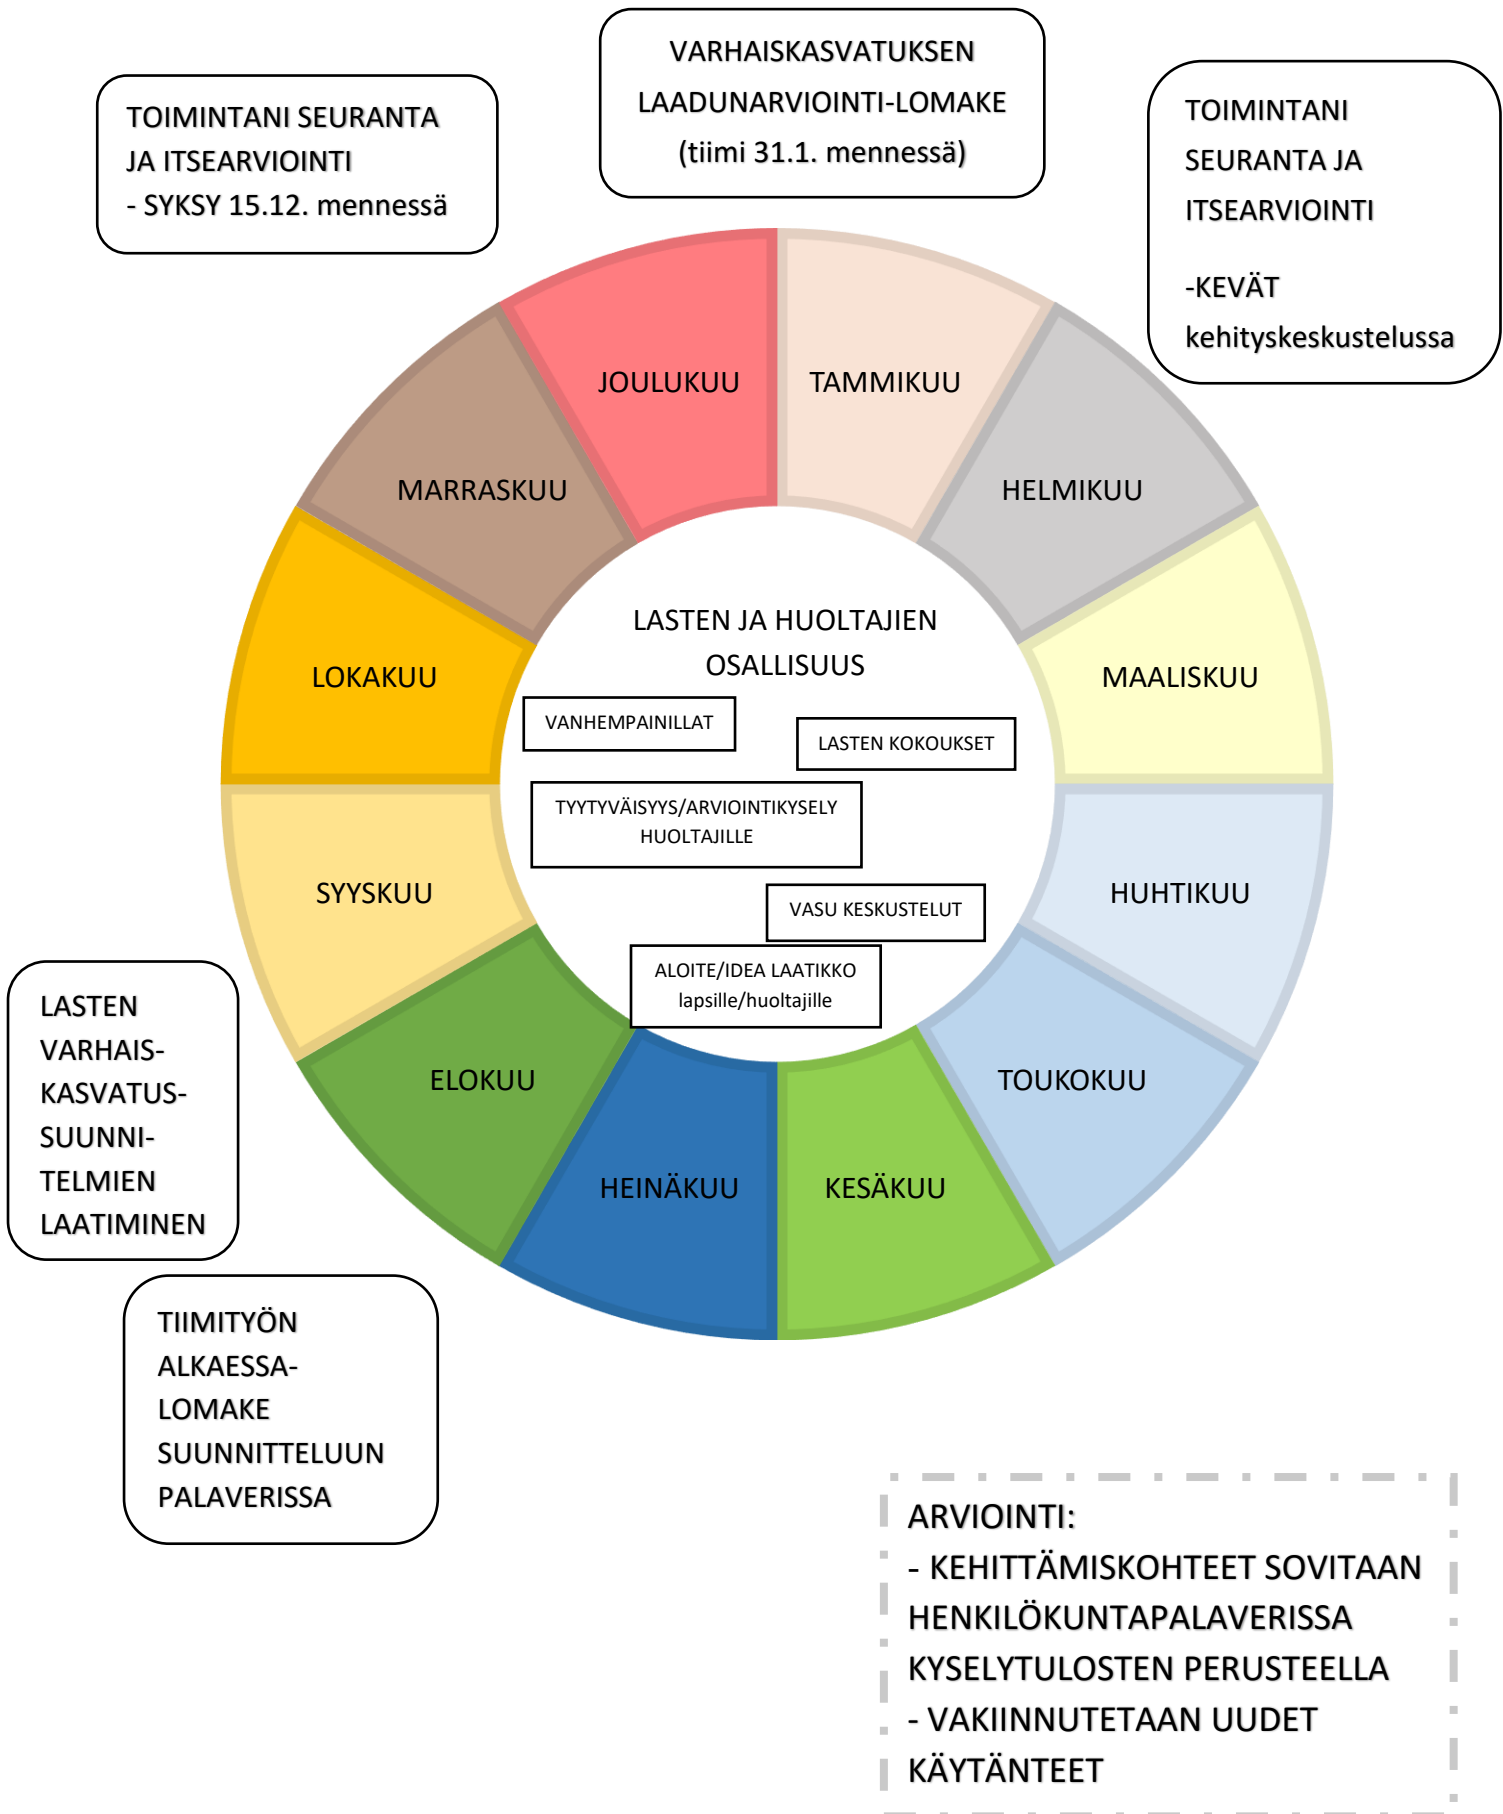 VARHAISKASVATUKSEN
LAADUNARVIOINTI-LOMAKE
(tiimi 31.1. mennessä)
TOIMINTANI SEURANTA
JA ITSEARVIOINTI
- SYKSY 15.12. mennessä
TOIMINTANI
SEURANTA JA
ITSEARVIOINTI
-KEVÄT
kehityskeskustelussa
JOULUKUU
TAMMIKUU
MARRASKUU
HELMIKUU
LOKAKUU
MAALISKUU
SYYSKUU
HUHTIKUU
ELOKUU
TOUKOKUU
HEINÄKUU
KESÄKUU
LASTEN JA HUOLTAJIEN
OSALLISUUS
VANHEMPAINILLAT
LASTEN KOKOUKSET
TYYTYVÄISYYS/ARVIOINTIKYSELY
HUOLTAJILLE
VASU KESKUSTELUT
ALOITE/IDEA LAATIKKO
lapsille/huoltajille
LASTEN
VARHAIS-
KASVATUS-
SUUNNI-
TELMIEN
LAATIMINEN
TIIMITYÖN
ALKAESSA-
LOMAKE
SUUNNITTELUUN
PALAVERISSA
ARVIOINTI:
- KEHITTÄMISKOHTEET SOVITAAN
HENKILÖKUNTAPALAVERISSA
KYSELYTULOSTEN PERUSTEELLA
- VAKIINNUTETAAN UUDET
KÄYTÄNTEET